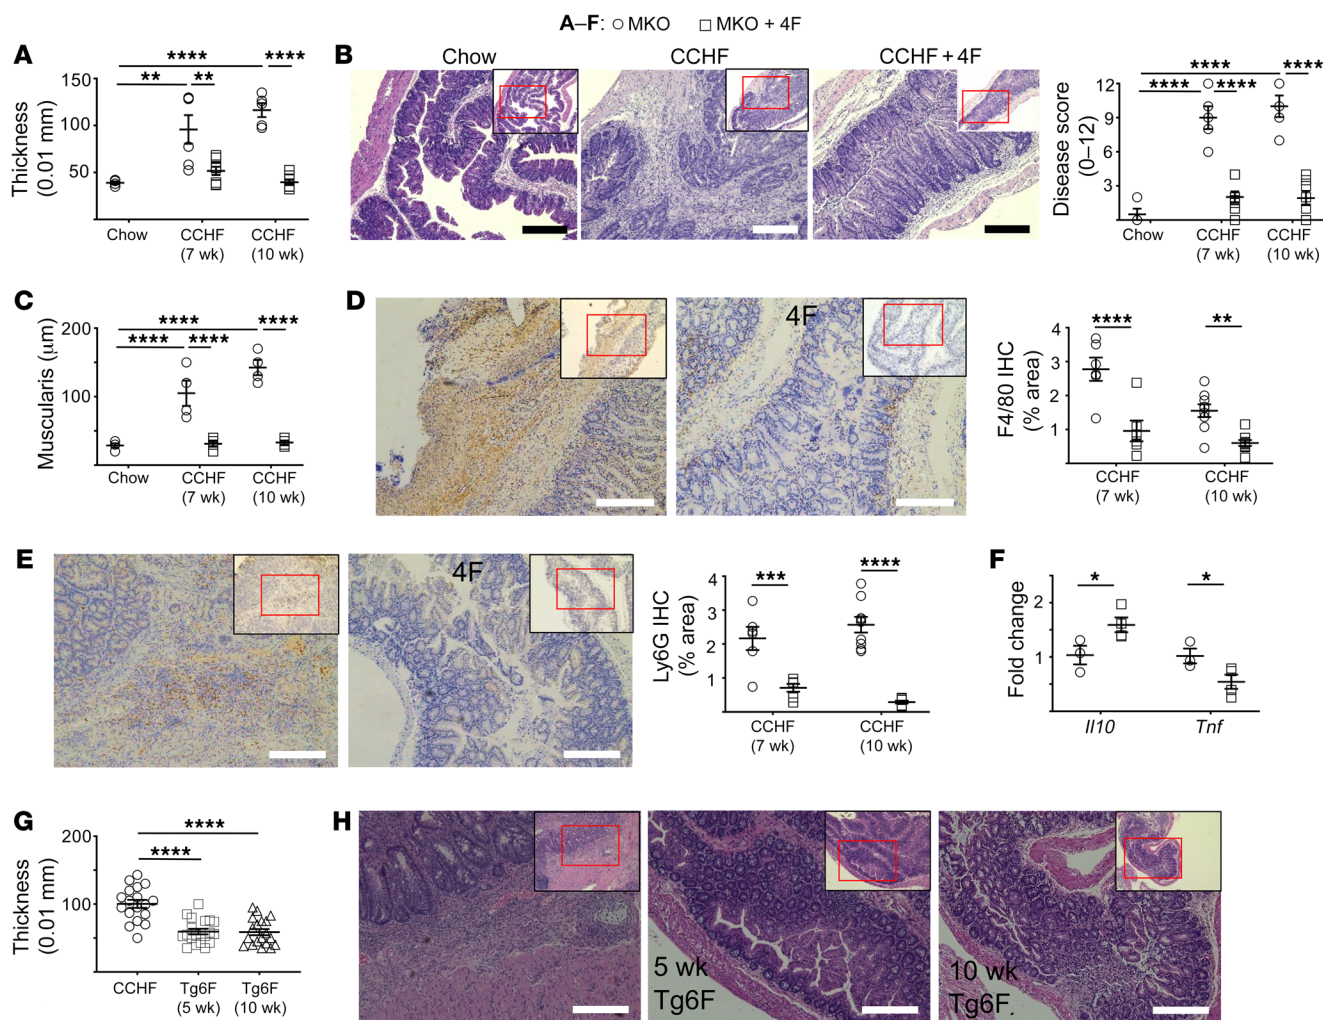 A–F: ○ MKO □ MKO + 4F
A
Thickness
(0.01 mm)
150
100
50
**** ****
** **
Chow
CCHF
(7 wk)
CCHF
(10 wk)
B
Chow
CCHF
CCHF + 4F
Disease score
(0–12)
12
9
6
3
**** ****
**** ****
Chow
CCHF
(7 wk)
CCHF
(10 wk)
C
Muscularis (μm)
200
100
**** ****
**** ****
Chow
CCHF
(7 wk)
CCHF
(10 wk)
D
4F
F4/80 IHC
(% area)
4
3
2
1
**** **
CCHF
(7 wk)
CCHF
(10 wk)
E
4F
Ly6G IHC
(% area)
4
3
2
1
*** ****
CCHF
(7 wk)
CCHF
(10 wk)
F
Fold change
2
1
* *
Il10
Tnf
G
Thickness
(0.01 mm)
200
100
****
****
CCHF
Tg6F
(5 wk)
Tg6F
(10 wk)
H
5 wk
Tg6F
10 wk
Tg6F